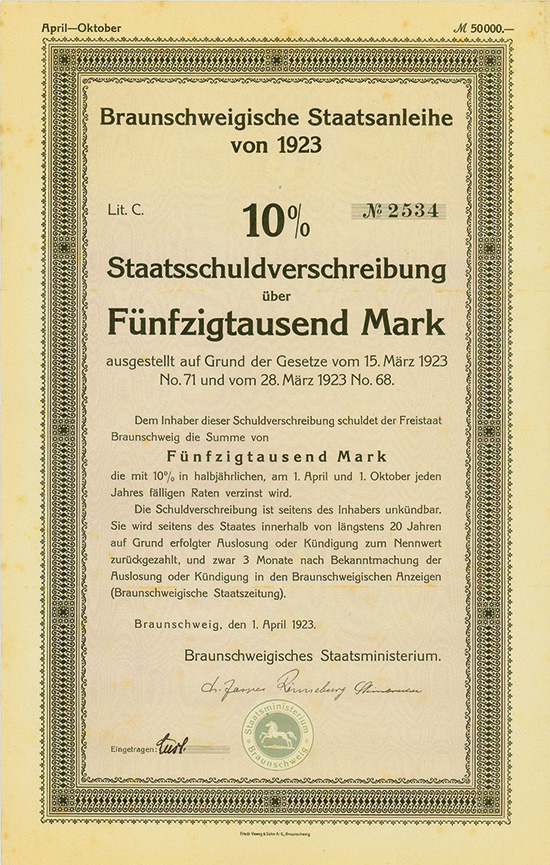 April—Oktober
ℳ 50000.—
Braunschweigische Staatsanleihe
von 1923
Lit. C.
10%
№ 2534
Staatsschuldverschreibung
über
Fünfzigtausend Mark
ausgestellt auf Grund der Gesetze vom 15. März 1923
No. 71 und vom 28. März 1923 No. 68.
Dem Inhaber dieser Schuldverschreibung schuldet der Freistaat
Braunschweig die Summe von
Fünfzigtausend Mark
die mit 10% in halbjährlichen, am 1. April und 1. Oktober jeden
Jahres fälligen Raten verzinst wird.
Die Schuldverschreibung ist seitens des Inhabers unkündbar.
Sie wird seitens des Staates innerhalb von längstens 20 Jahren
auf Grund erfolgter Auslosung oder Kündigung zum Nennwert
zurückgezahlt, und zwar 3 Monate nach Bekanntmachung der
Auslosung oder Kündigung in den Braunschweigischen Anzeigen
(Braunschweigische Staatszeitung).
Braunschweig, den 1. April 1923.
Braunschweigisches Staatsministerium.
Staatsministerium
Braunschweig
Eingetragen:
Friedr. Vieweg & Sohn A.-G., Braunschweig